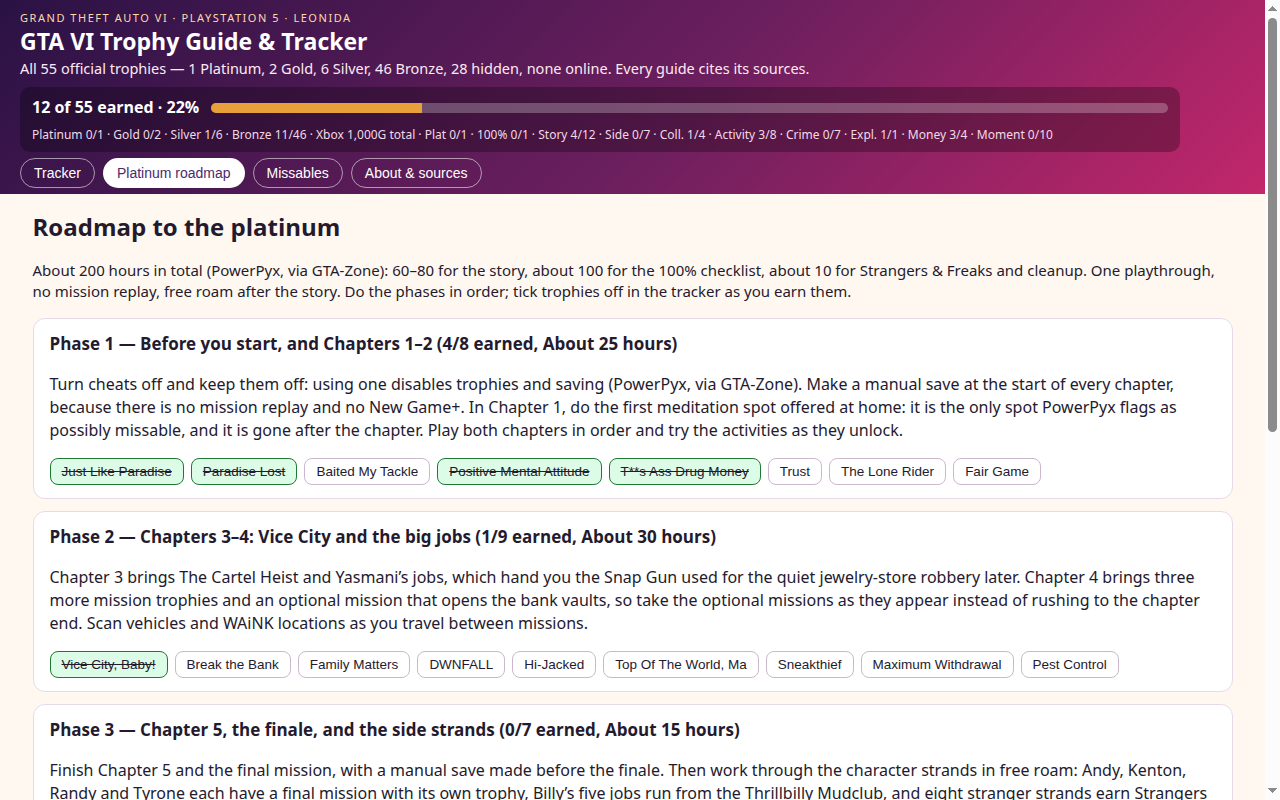 GRAND THEFT AUTO VI · PLAYSTATION 5 · LEONIDA
GTA VI Trophy Guide & Tracker
All 55 official trophies — 1 Platinum, 2 Gold, 6 Silver, 46 Bronze, 28 hidden, none online. Every guide cites its sources.
12 of 55 earned · 22%
Platinum 0/1 · Gold 0/2 · Silver 1/6 · Bronze 11/46 · Xbox 1,000G total · Plat 0/1 · 100% 0/1 · Story 4/12 · Side 0/7 · Coll. 1/4 · Activity 3/8 · Crime 0/7 · Expl. 1/1 · Money 3/4 · Moment 0/10
Tracker Platinum roadmap Missables About & sources
Roadmap to the platinum
About 200 hours in total (PowerPyx, via GTA-Zone): 60–80 for the story, about 100 for the 100% checklist, about 10 for Strangers & Freaks and cleanup. One playthrough,
no mission replay, free roam after the story. Do the phases in order; tick trophies off in the tracker as you earn them.
Phase 1 — Before you start, and Chapters 1–2 (4/8 earned, About 25 hours)
Turn cheats off and keep them off: using one disables trophies and saving (PowerPyx, via GTA-Zone). Make a manual save at the start of every chapter,
because there is no mission replay and no New Game+. In Chapter 1, do the first meditation spot offered at home: it is the only spot PowerPyx flags as
possibly missable, and it is gone after the chapter. Play both chapters in order and try the activities as they unlock.
Just Like Paradise Paradise Lost Baited My Tackle Positive Mental Attitude T**s Ass Drug Money Trust The Lone Rider Fair Game
Phase 2 — Chapters 3–4: Vice City and the big jobs (1/9 earned, About 30 hours)
Chapter 3 brings The Cartel Heist and Yasmani’s jobs, which hand you the Snap Gun used for the quiet jewelry-store robbery later. Chapter 4 brings three
more mission trophies and an optional mission that opens the bank vaults, so take the optional missions as they appear instead of rushing to the chapter
end. Scan vehicles and WAiNK locations as you travel between missions.
Vice City, Baby! Break the Bank Family Matters DWNFALL Hi-Jacked Top Of The World, Ma Sneakthief Maximum Withdrawal Pest Control
Phase 3 — Chapter 5, the finale, and the side strands (0/7 earned, About 15 hours)
Finish Chapter 5 and the final mission, with a manual save made before the finale. Then work through the character strands in free roam: Andy, Kenton,
Randy and Tyrone each have a final mission with its own trophy, Billy’s five jobs run from the Thrillbilly Mudclub, and eight stranger strands earn Strangers